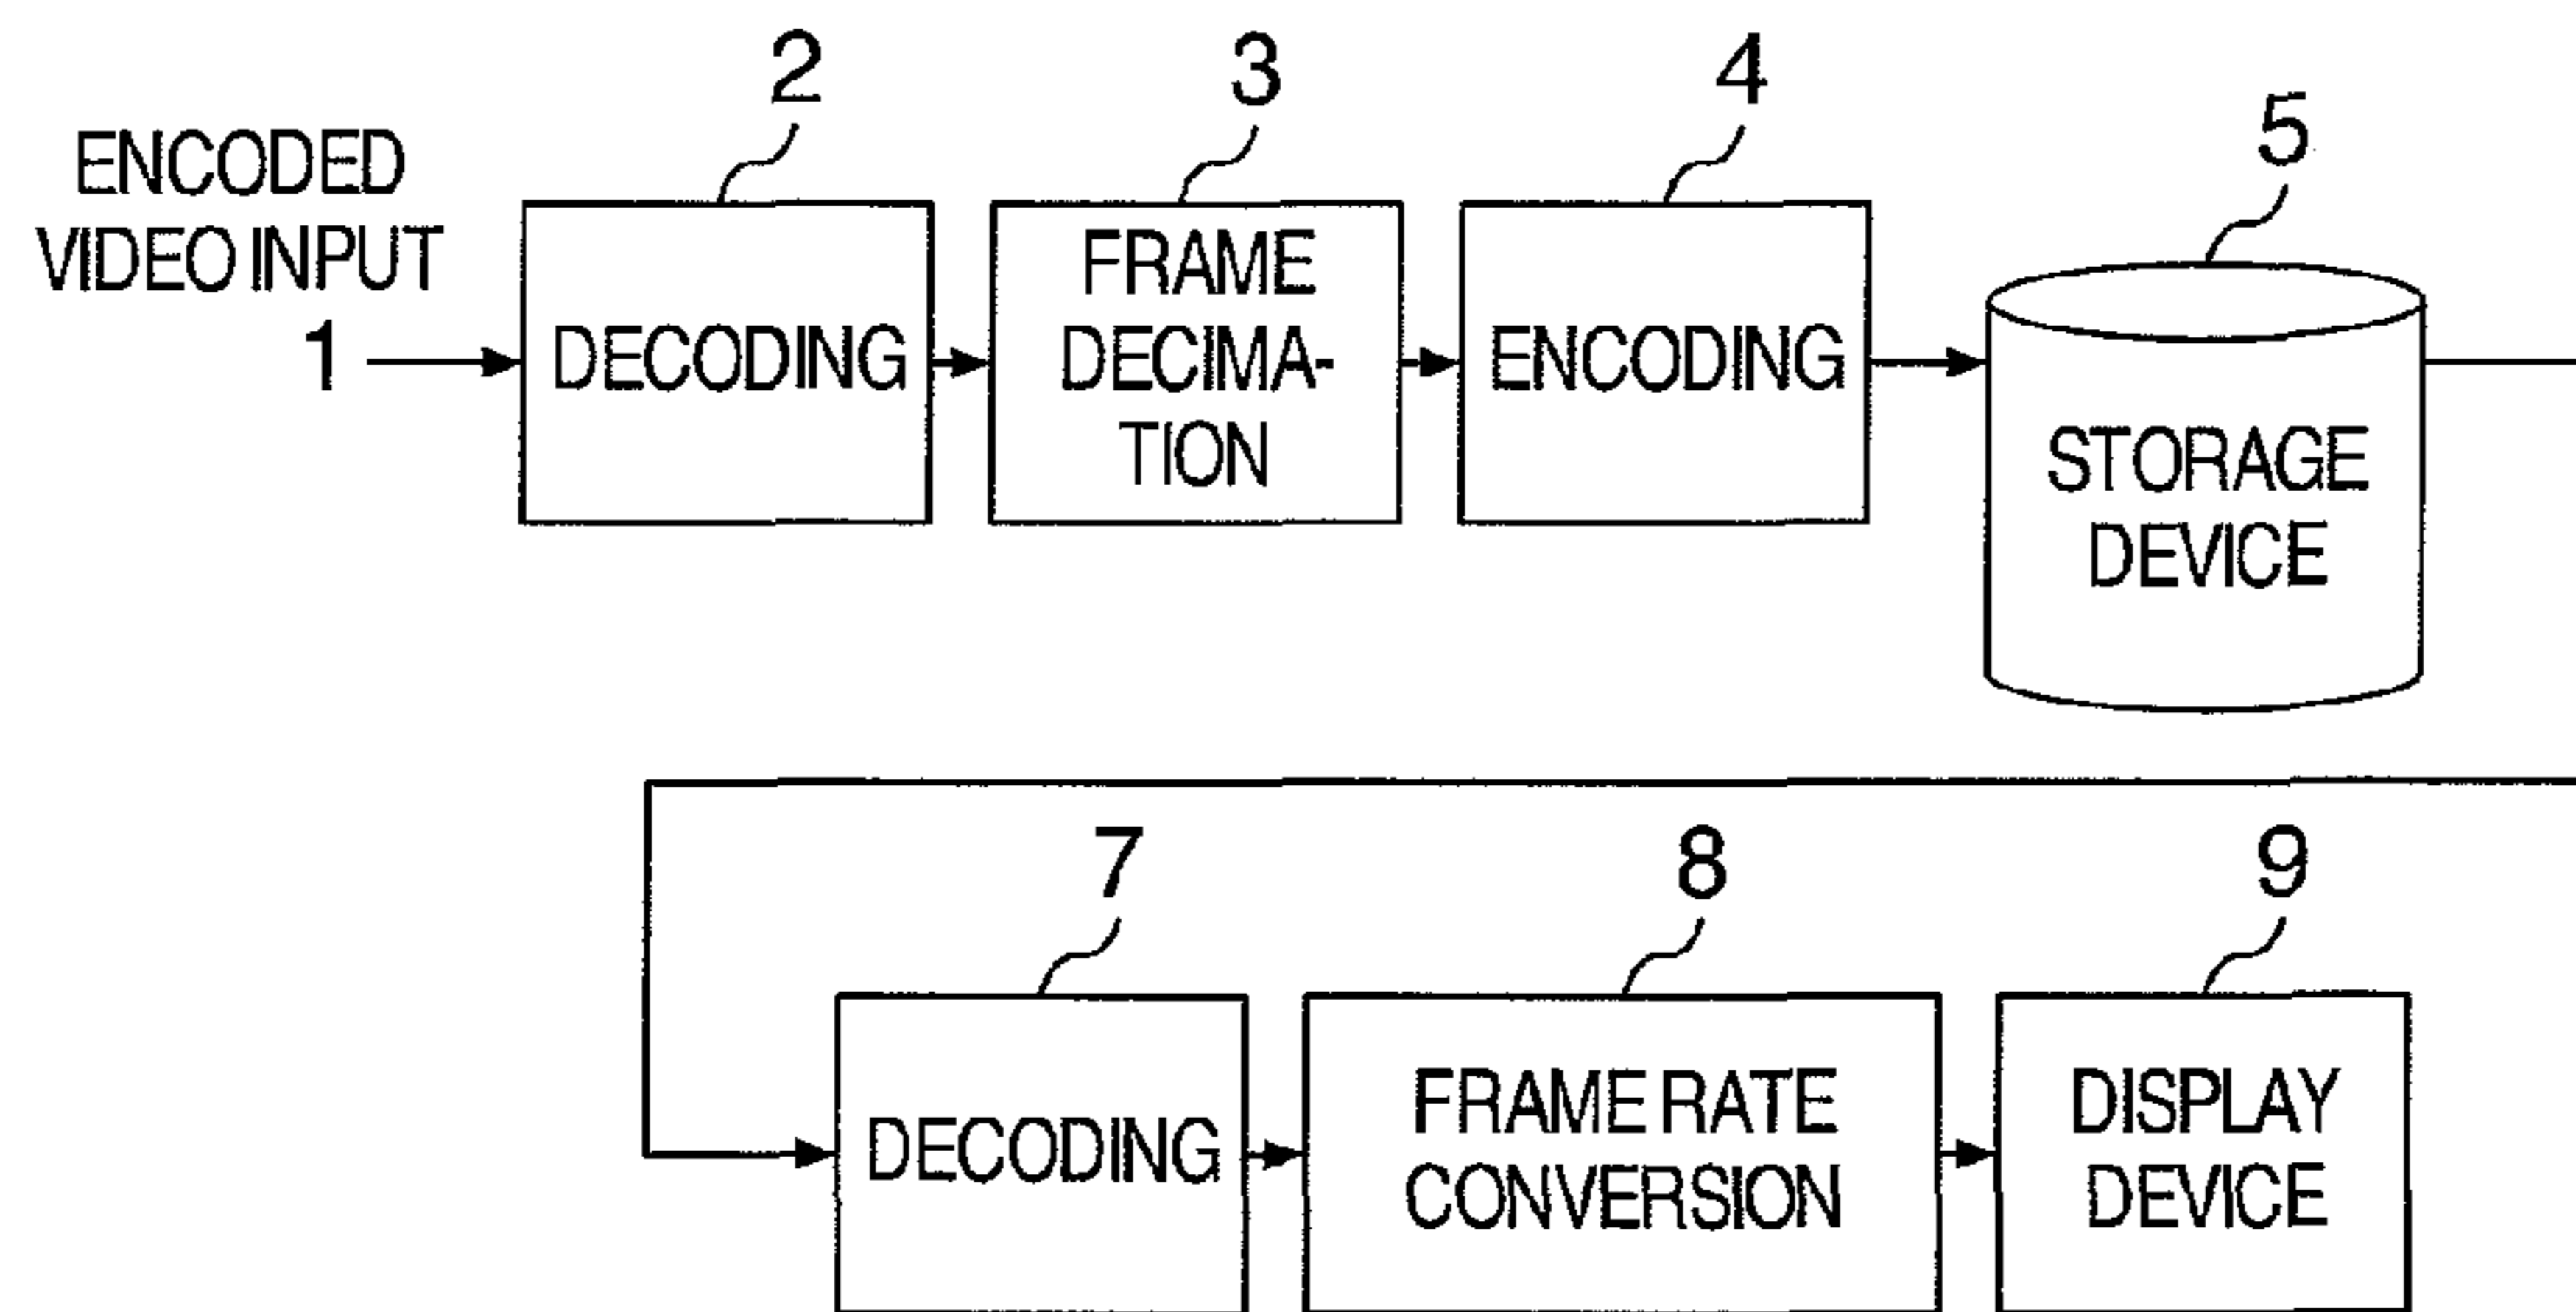 2
3
4
5
ENCODED
VIDEO INPUT
1
DECODING
FRAME
DECIMA-
TION
ENCODING
STORAGE
DEVICE
7
8
9
DECODING
FRAME RATE
CONVERSION
DISPLAY
DEVICE